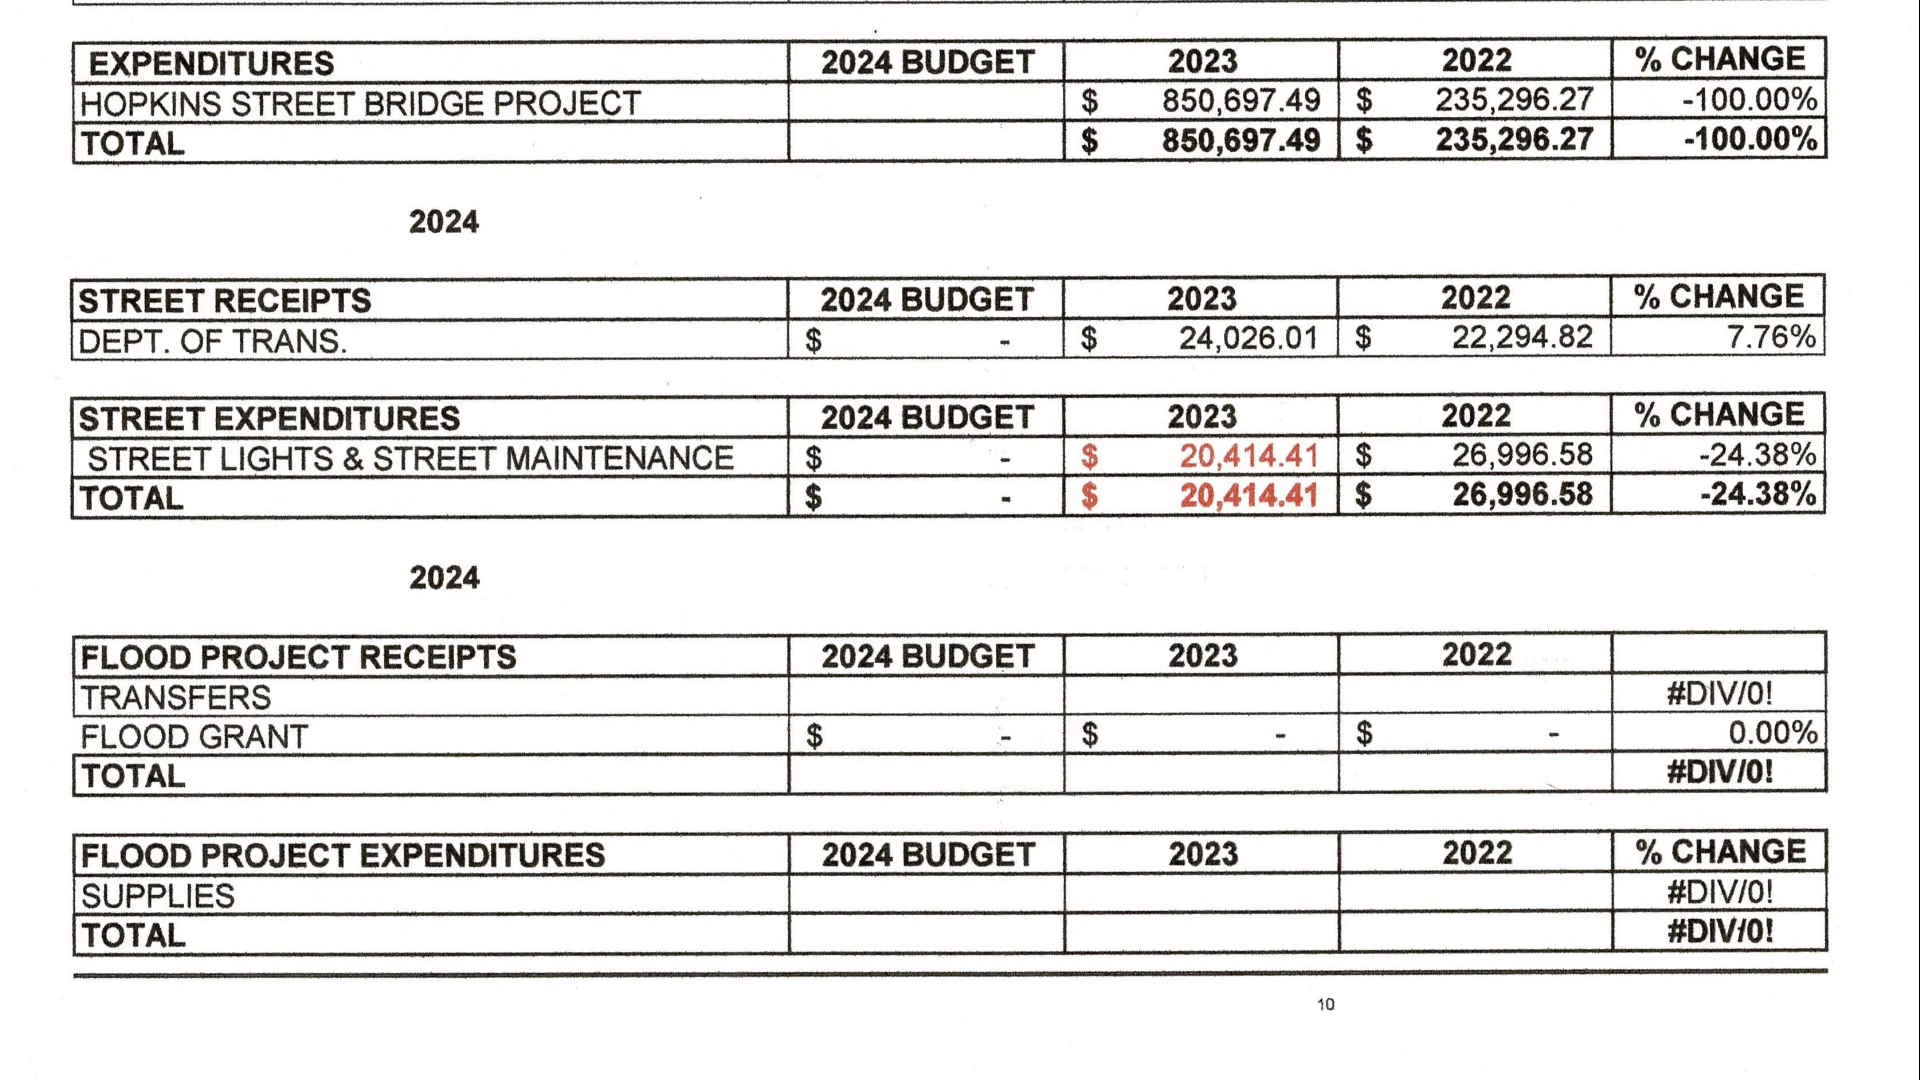 EXPENDITURES 2024 BUDGET 2023 2022 % CHANGE
HOPKINS STREET BRIDGE PROJECT $ 850,697.49 $ 235,296.27 -100.00%
TOTAL $ 850,697.49 $ 235,296.27 -100.00%
2024
STREET RECEIPTS 2024 BUDGET 2023 2022 % CHANGE
DEPT. OF TRANS. $ - $ 24,026.01 $ 22,294.82 7.76%
STREET EXPENDITURES 2024 BUDGET 2023 2022 % CHANGE
STREET LIGHTS & STREET MAINTENANCE $ - $ 20,414.41 $ 26,996.58 -24.38%
TOTAL $ - $ 20,414.41 $ 26,996.58 -24.38%
2024
FLOOD PROJECT RECEIPTS 2024 BUDGET 2023 2022
TRANSFERS #DIV/0!
FLOOD GRANT $ - $ - $ - 0.00%
TOTAL #DIV/0!
FLOOD PROJECT EXPENDITURES 2024 BUDGET 2023 2022 % CHANGE
SUPPLIES #DIV/0!
TOTAL #DIV/0!
10